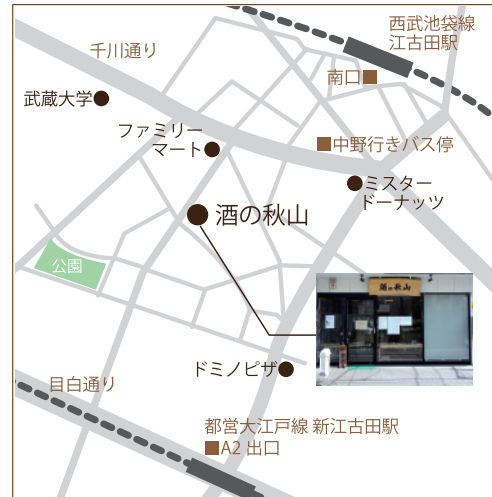 西武池袋線
江古田駅
千川通り
南口
武蔵大学
ファミリー
マート
中野行きバス停
ミスター
ドーナッツ
酒の秋山
公園
酒の秋山
ドミノピザ
目白通り
都営大江戸線 新江古田駅
A2 出口